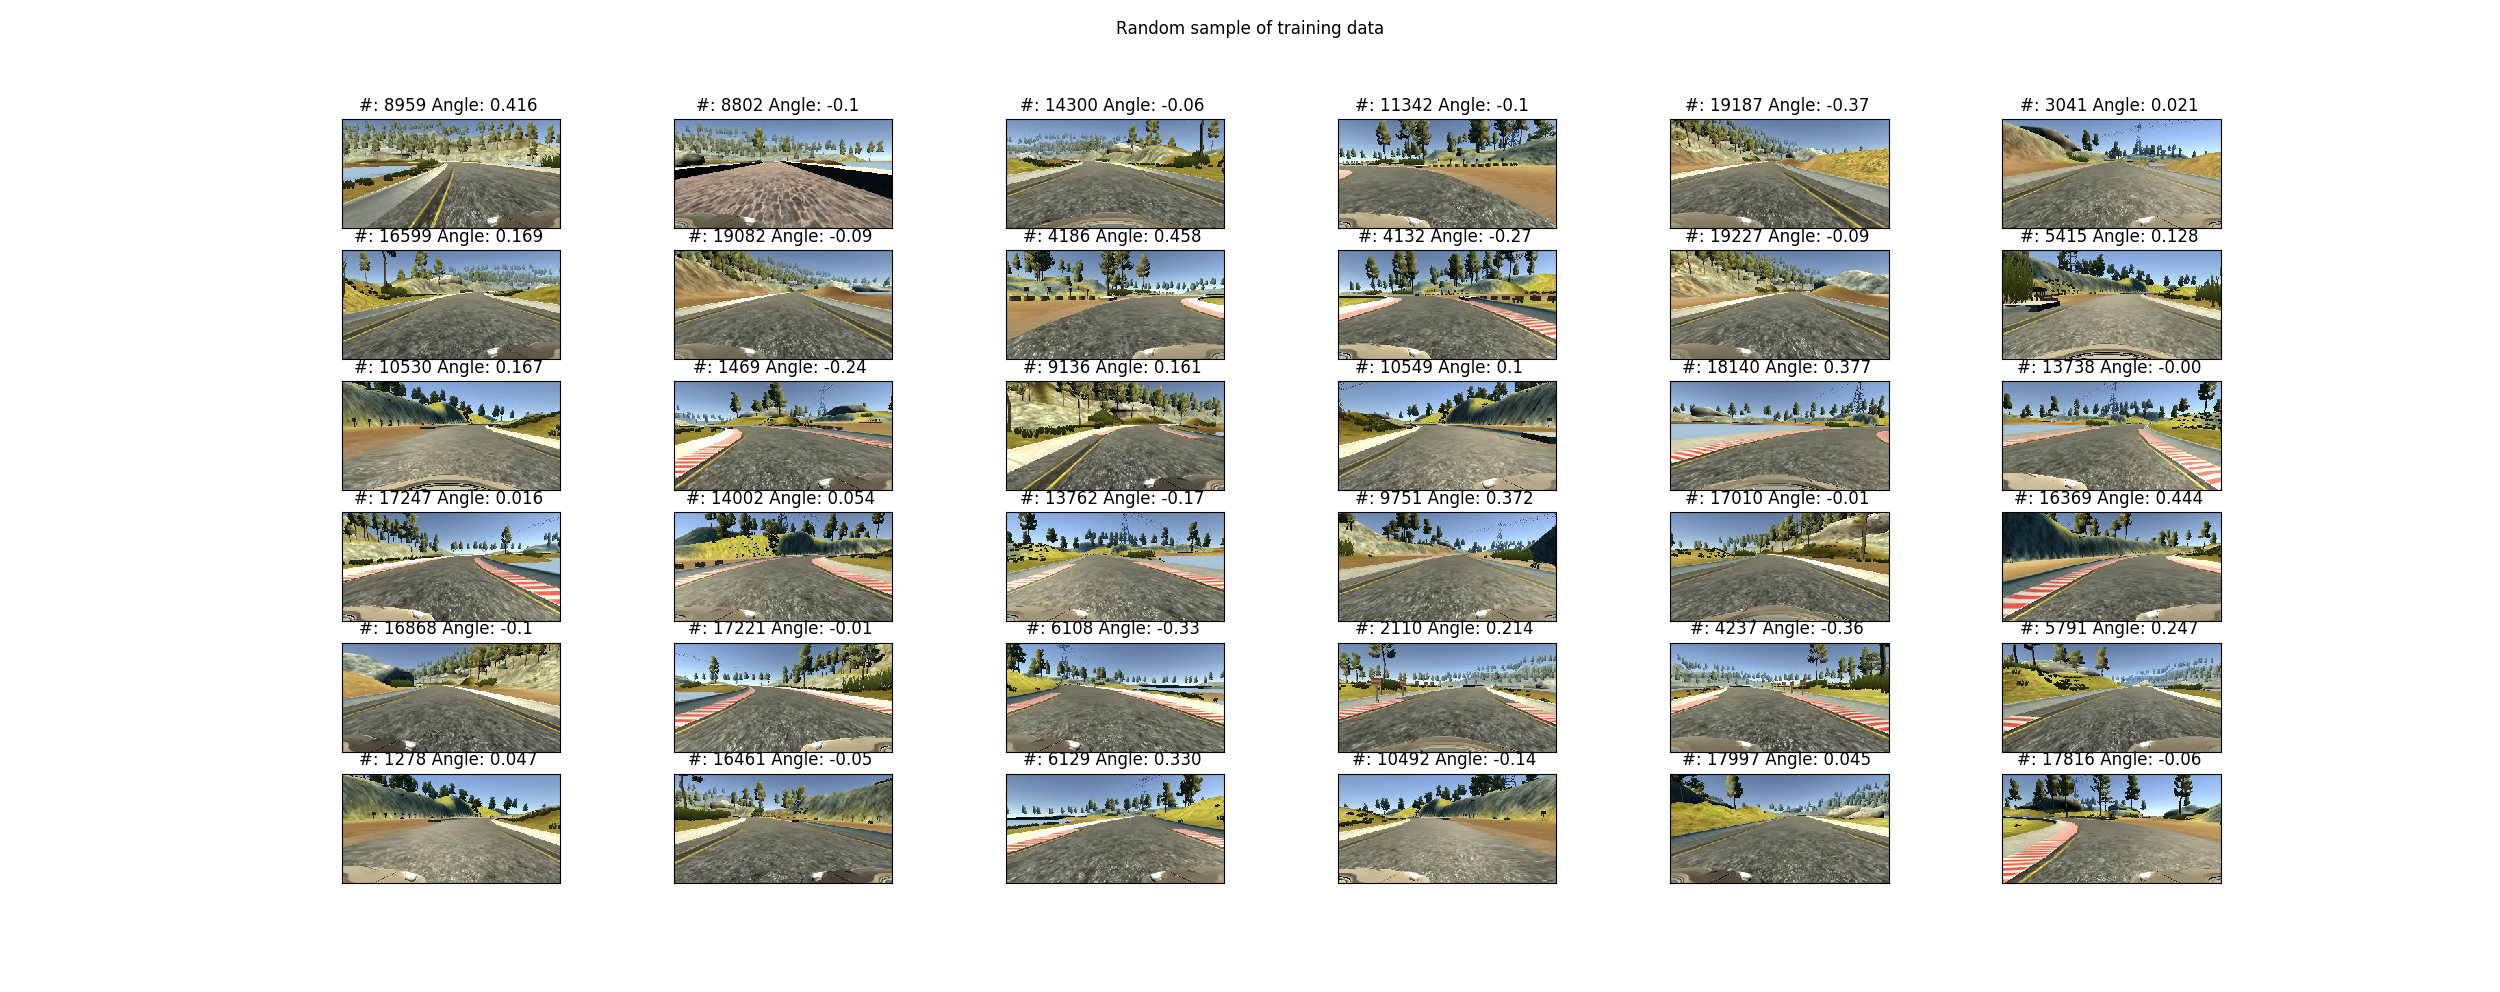 Random sample of training data
#: 8959 Angle: 0.416
#: 8802 Angle: -0.1
#: 14300 Angle: -0.06
#: 11342 Angle: -0.1
#: 19187 Angle: -0.37
#: 3041 Angle: 0.021
#: 16599 Angle: 0.169
#: 19082 Angle: -0.09
#: 4186 Angle: 0.458
#: 4132 Angle: -0.27
#: 19227 Angle: -0.09
#: 5415 Angle: 0.128
#: 10530 Angle: 0.167
#: 1469 Angle: -0.24
#: 9136 Angle: 0.161
#: 10549 Angle: 0.1
#: 18140 Angle: 0.377
#: 13738 Angle: -0.00
#: 17247 Angle: 0.016
#: 14002 Angle: 0.054
#: 13762 Angle: -0.17
#: 9751 Angle: 0.372
#: 17010 Angle: -0.01
#: 16369 Angle: 0.444
#: 16868 Angle: -0.1
#: 17221 Angle: -0.01
#: 6108 Angle: -0.33
#: 2110 Angle: 0.214
#: 4237 Angle: -0.36
#: 5791 Angle: 0.247
#: 1278 Angle: 0.047
#: 16461 Angle: -0.05
#: 6129 Angle: 0.330
#: 10492 Angle: -0.14
#: 17997 Angle: 0.045
#: 17816 Angle: -0.06